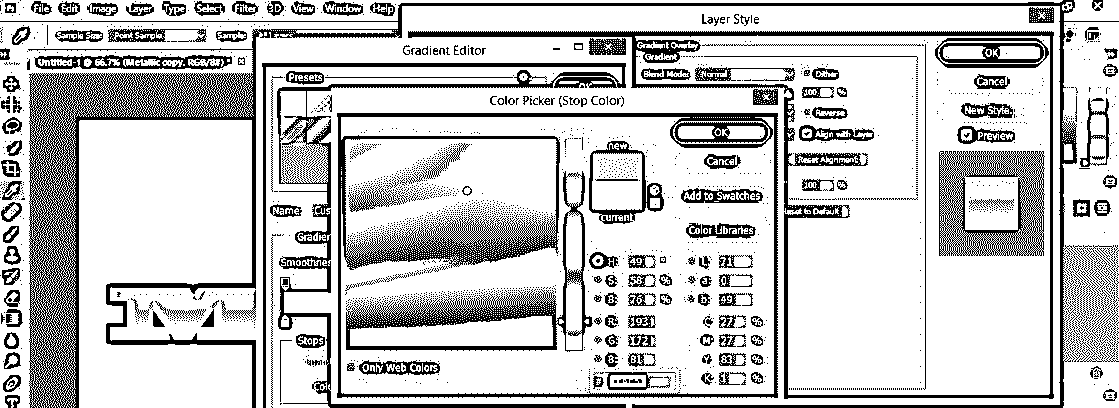 File Edit Image Layer Type Select Filter 3D View Window Help
Layer Style
Sample Size: Point Sample Sample:
Gradient Editor
Gradient Overlay
Gradient
OK
Untitled-1 @ 66.7% (Metallic copy, RGB/8#) *
Presets
Blend Mode: Normal Dither
Cancel
100 %
Color Picker (Stop Color)
Reverse
New Style...
OK
Align with Layer
Preview
new
Cancel
Reset Alignment
100 %
Add to Swatches
current
Name
Reset to Default
Color Libraries
H: 49 L: 71
Smoothness
S: 58 % a: 0
B: 76 % b: 49
R: 193 C: 27 %
G: 172 M: 27 %
Stops
B: 81 Y: 83 %
Only Web Colors
K: 1 %